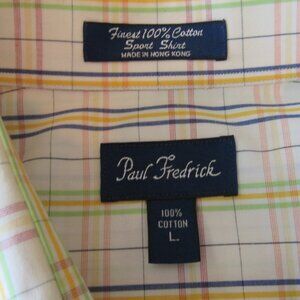 Finest 100% Cotton
Sport Shirt
MADE IN HONG KONG
Paul Fredrick
100%
COTTON
L.